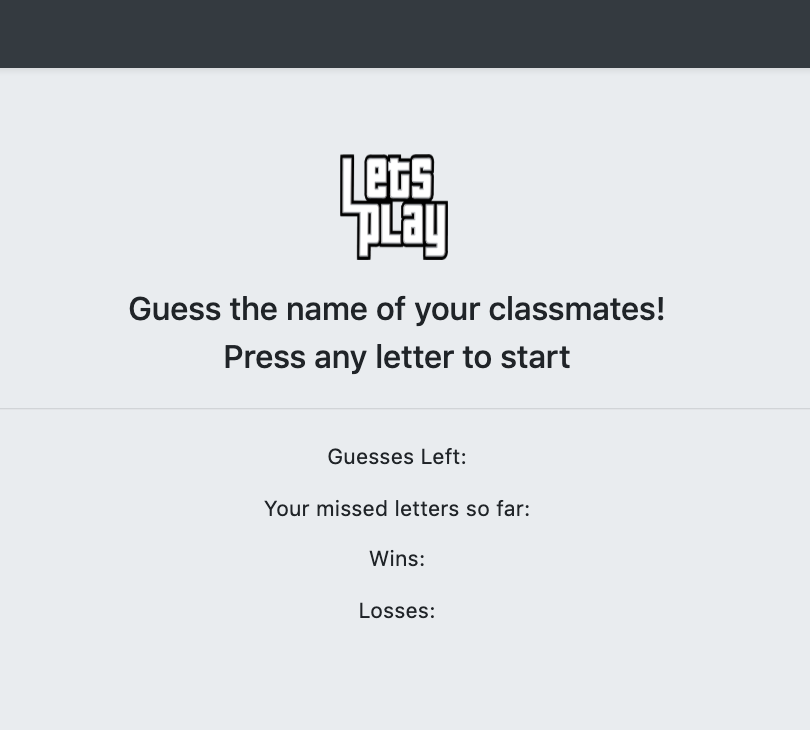 Lets
play
Guess the name of your classmates!
Press any letter to start
Guesses Left:
Your missed letters so far:
Wins:
Losses: